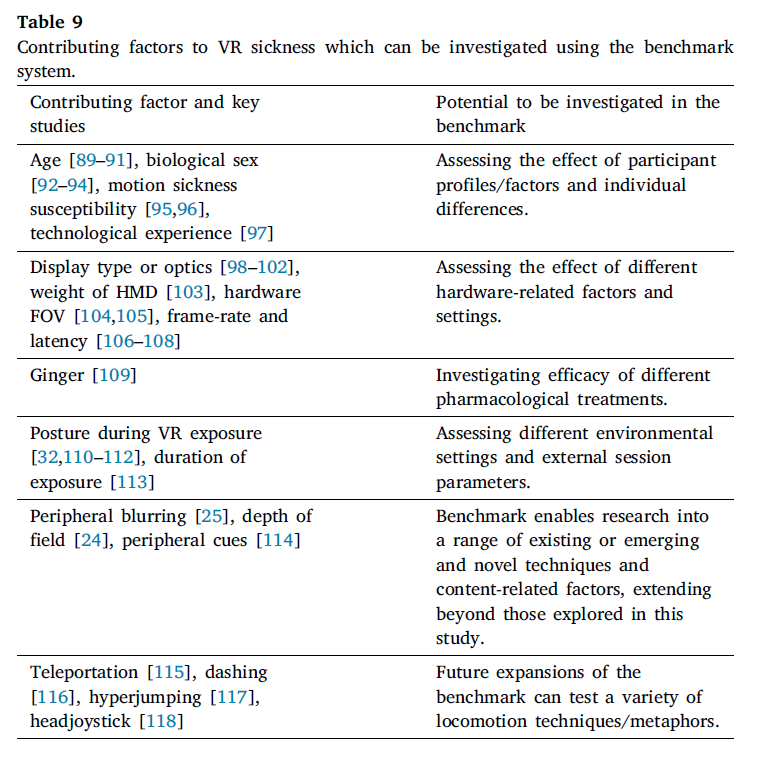 Table 9
Contributing factors to VR sickness which can be investigated using the benchmark
system.
Contributing factor and key
studies
Potential to be investigated in the
benchmark
Age [89–91], biological sex
[92–94], motion sickness
susceptibility [95,96],
technological experience [97]
Assessing the effect of participant
profiles/factors and individual
differences.
Display type or optics [98–102],
weight of HMD [103], hardware
FOV [104,105], frame-rate and
latency [106–108]
Assessing the effect of different
hardware-related factors and
settings.
Ginger [109]
Investigating efficacy of different
pharmacological treatments.
Posture during VR exposure
[32,110–112], duration of
exposure [113]
Assessing different environmental
settings and external session
parameters.
Peripheral blurring [25], depth of
field [24], peripheral cues [114]
Benchmark enables research into
a range of existing or emerging
and novel techniques and
content-related factors, extending
beyond those explored in this
study.
Teleportation [115], dashing
[116], hyperjumping [117],
headjoystick [118]
Future expansions of the
benchmark can test a variety of
locomotion techniques/metaphors.